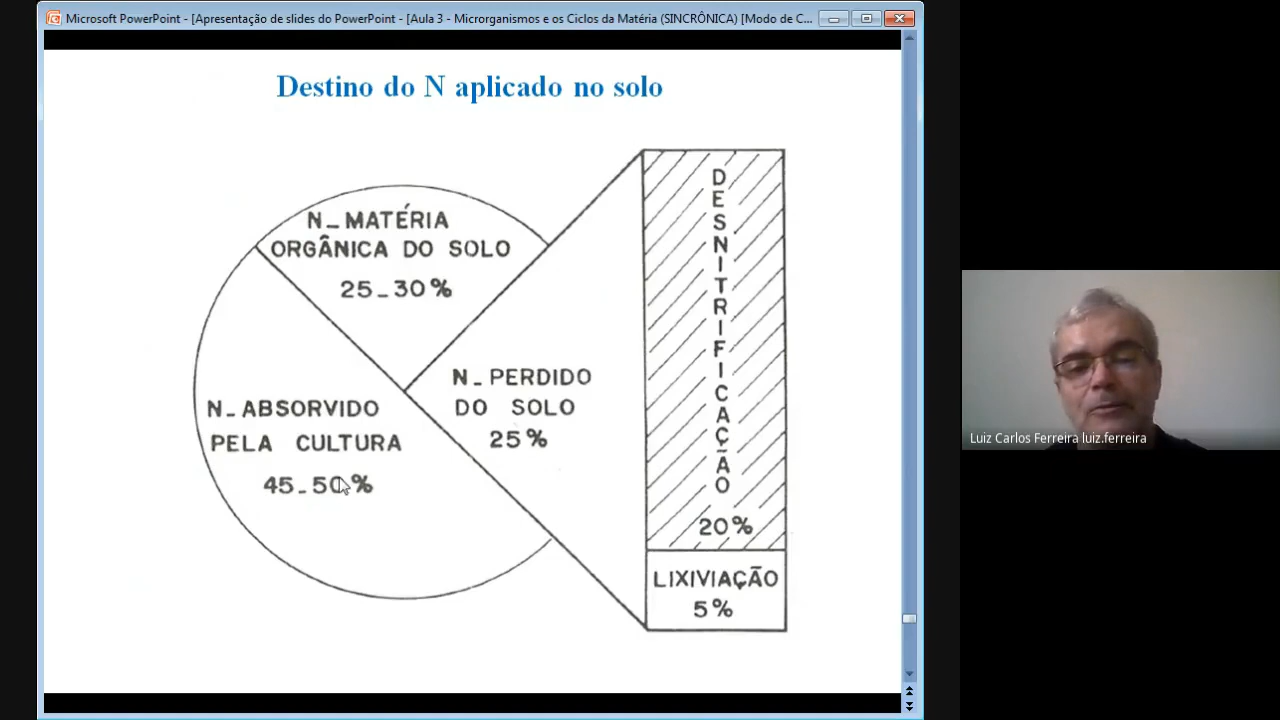 Microsoft PowerPoint - [Apresentação de slides do PowerPoint - [Aula 3 - Microrganismos e os Ciclos da Matéria (SINCRÔNICA) [Modo de C...
Destino do N aplicado no solo
N_MATÉRIA
ORGÂNICA DO SOLO
25_30%
N_ABSORVIDO
PELA CULTURA
45_50%
N_PERDIDO
DO SOLO
25%
DESNITRIFICAÇÃO
20%
LIXIVIAÇÃO
5%
Luiz Carlos Ferreira luiz.ferreira